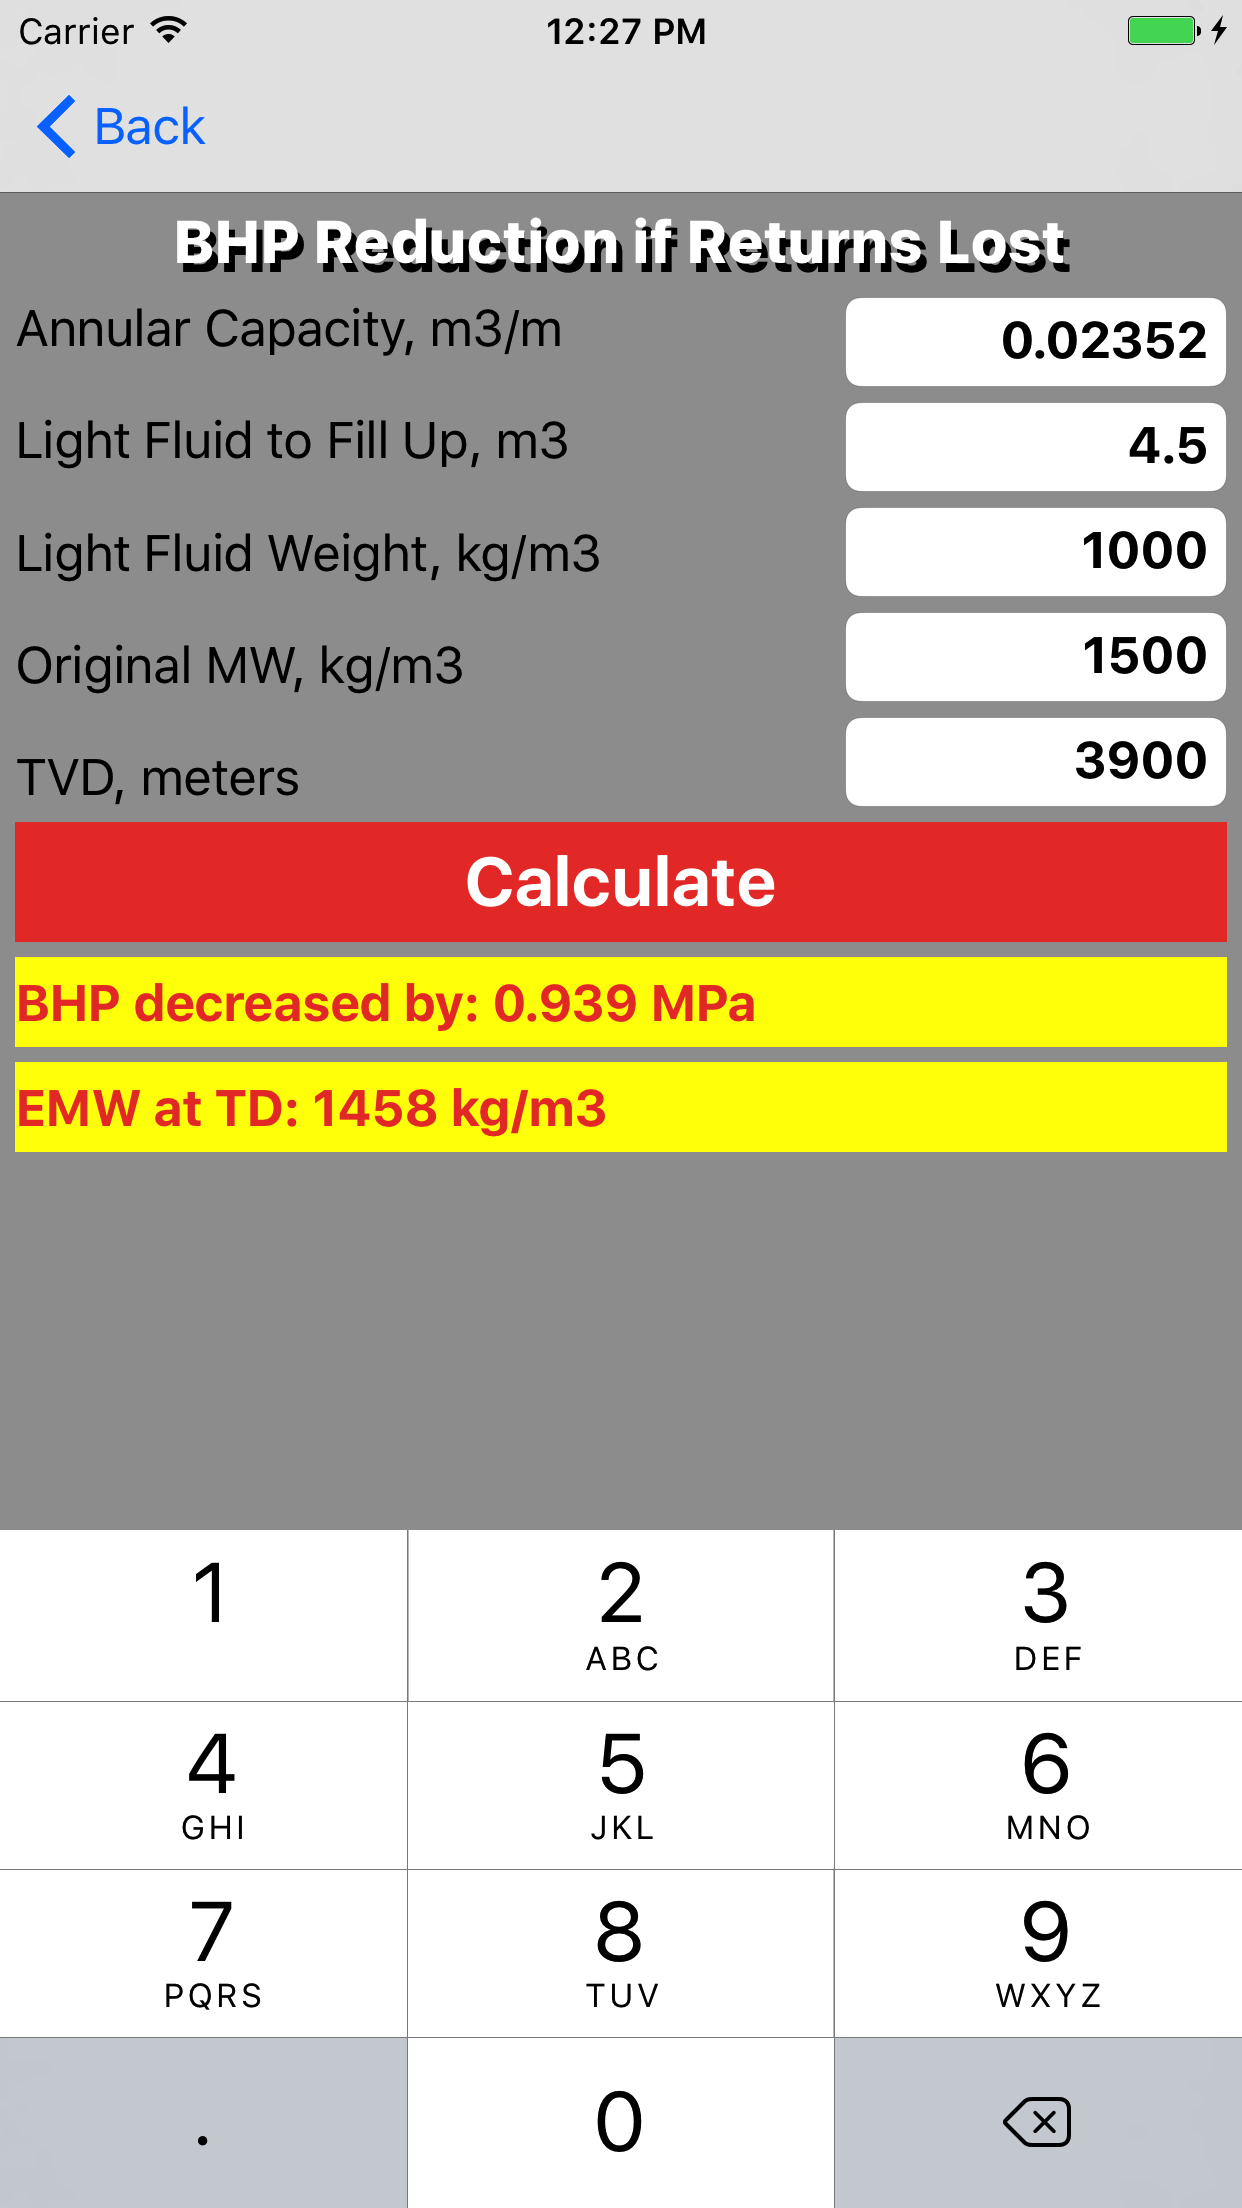 Carrier 12:27 PM
Back
BHP Reduction if Returns Lost
Annular Capacity, m3/m 0.02352
Light Fluid to Fill Up, m3 4.5
Light Fluid Weight, kg/m3 1000
Original MW, kg/m3 1500
TVD, meters 3900
Calculate
BHP decreased by: 0.939 MPa
EMW at TD: 1458 kg/m3
1 2 3
ABC DEF
4 5 6
GHI JKL MNO
7 8 9
PQRS TUV WXYZ
. 0